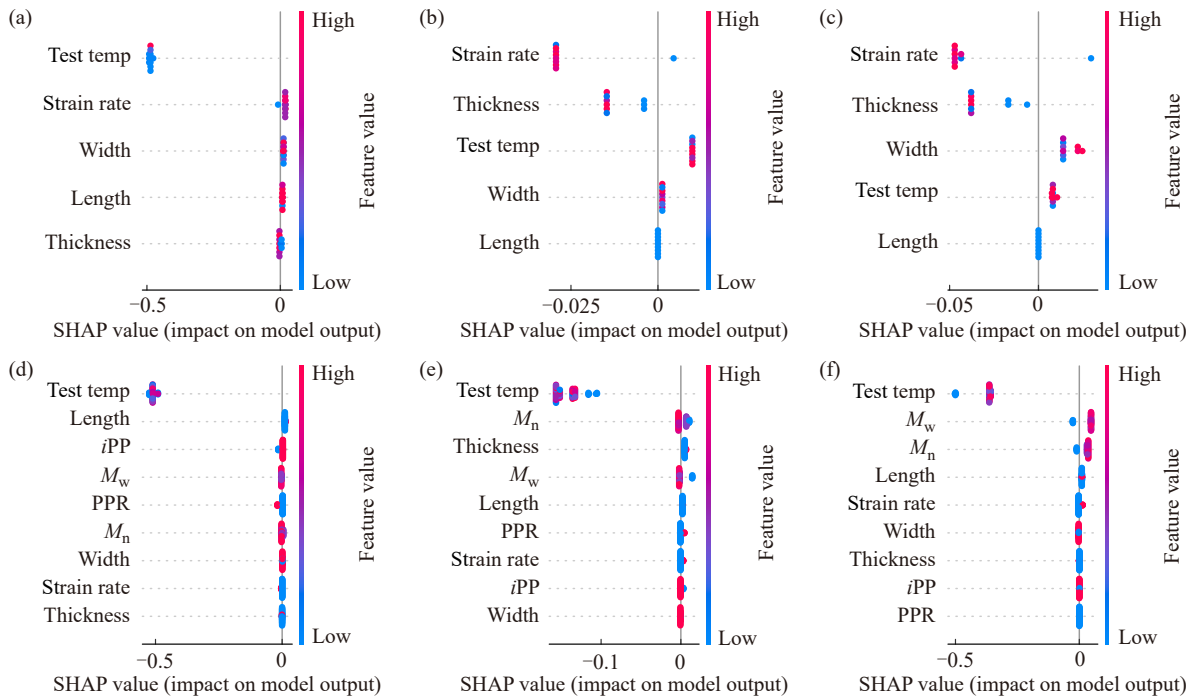 (a)
High
Test temp
Strain rate
Width
Length
Thickness
Feature value
Low
−0.5
0
SHAP value (impact on model output)
(b)
High
Strain rate
Thickness
Test temp
Width
Length
Feature value
Low
−0.025
0
SHAP value (impact on model output)
(c)
High
Strain rate
Thickness
Width
Test temp
Length
Feature value
Low
−0.05
0
SHAP value (impact on model output)
(d)
High
Test temp
Length
iPP
Mw
PPR
Mn
Width
Strain rate
Thickness
Feature value
Low
−0.5
0
SHAP value (impact on model output)
(e)
High
Test temp
Mn
Thickness
Mw
Length
PPR
Strain rate
iPP
Width
Feature value
Low
−0.1
0
SHAP value (impact on model output)
(f)
High
Test temp
Mw
Mn
Length
Strain rate
Width
Thickness
iPP
PPR
Feature value
Low
−0.5
0
SHAP value (impact on model output)